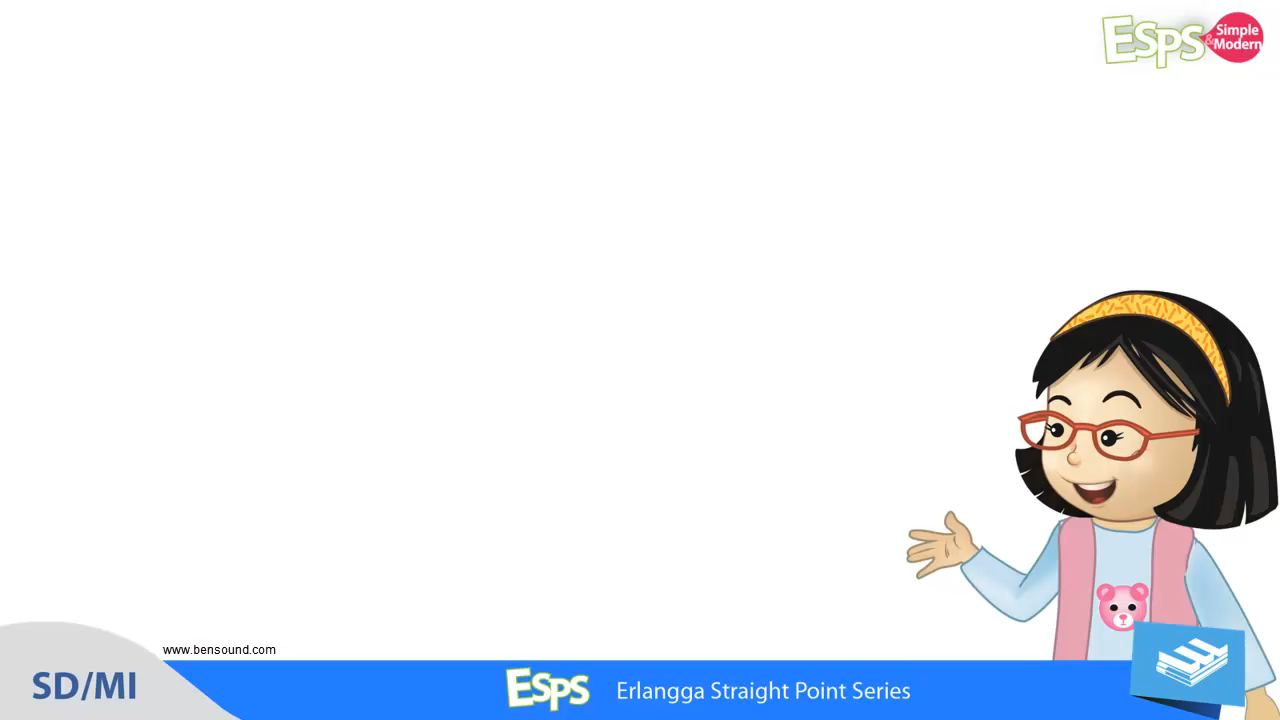 ESPS & Simple Modern
www.bensound.com
SD/MI
ESPS Erlangga Straight Point Series